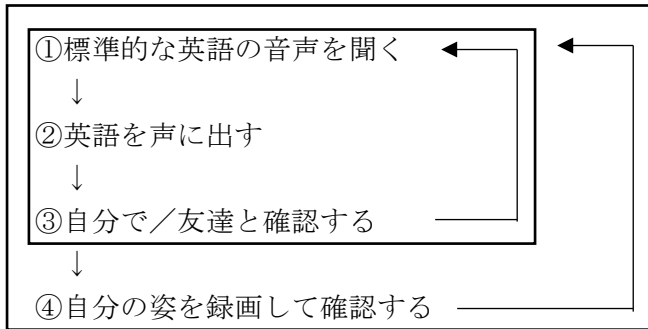 ①標準的な英語の音声を聞く
↓
②英語を声に出す
↓
③自分で／友達と確認する
↓
④自分の姿を録画して確認する